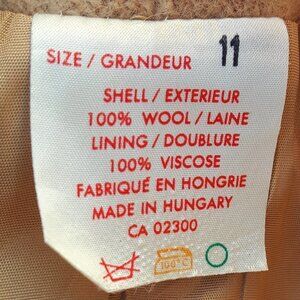 SIZE / GRANDEUR 11
SHELL / EXTERIEUR
100% WOOL / LAINE
LINING / DOUBLURE
100% VISCOSE
FABRIQUÉ EN HONGRIE
MADE IN HUNGARY
CA 02300
100°C